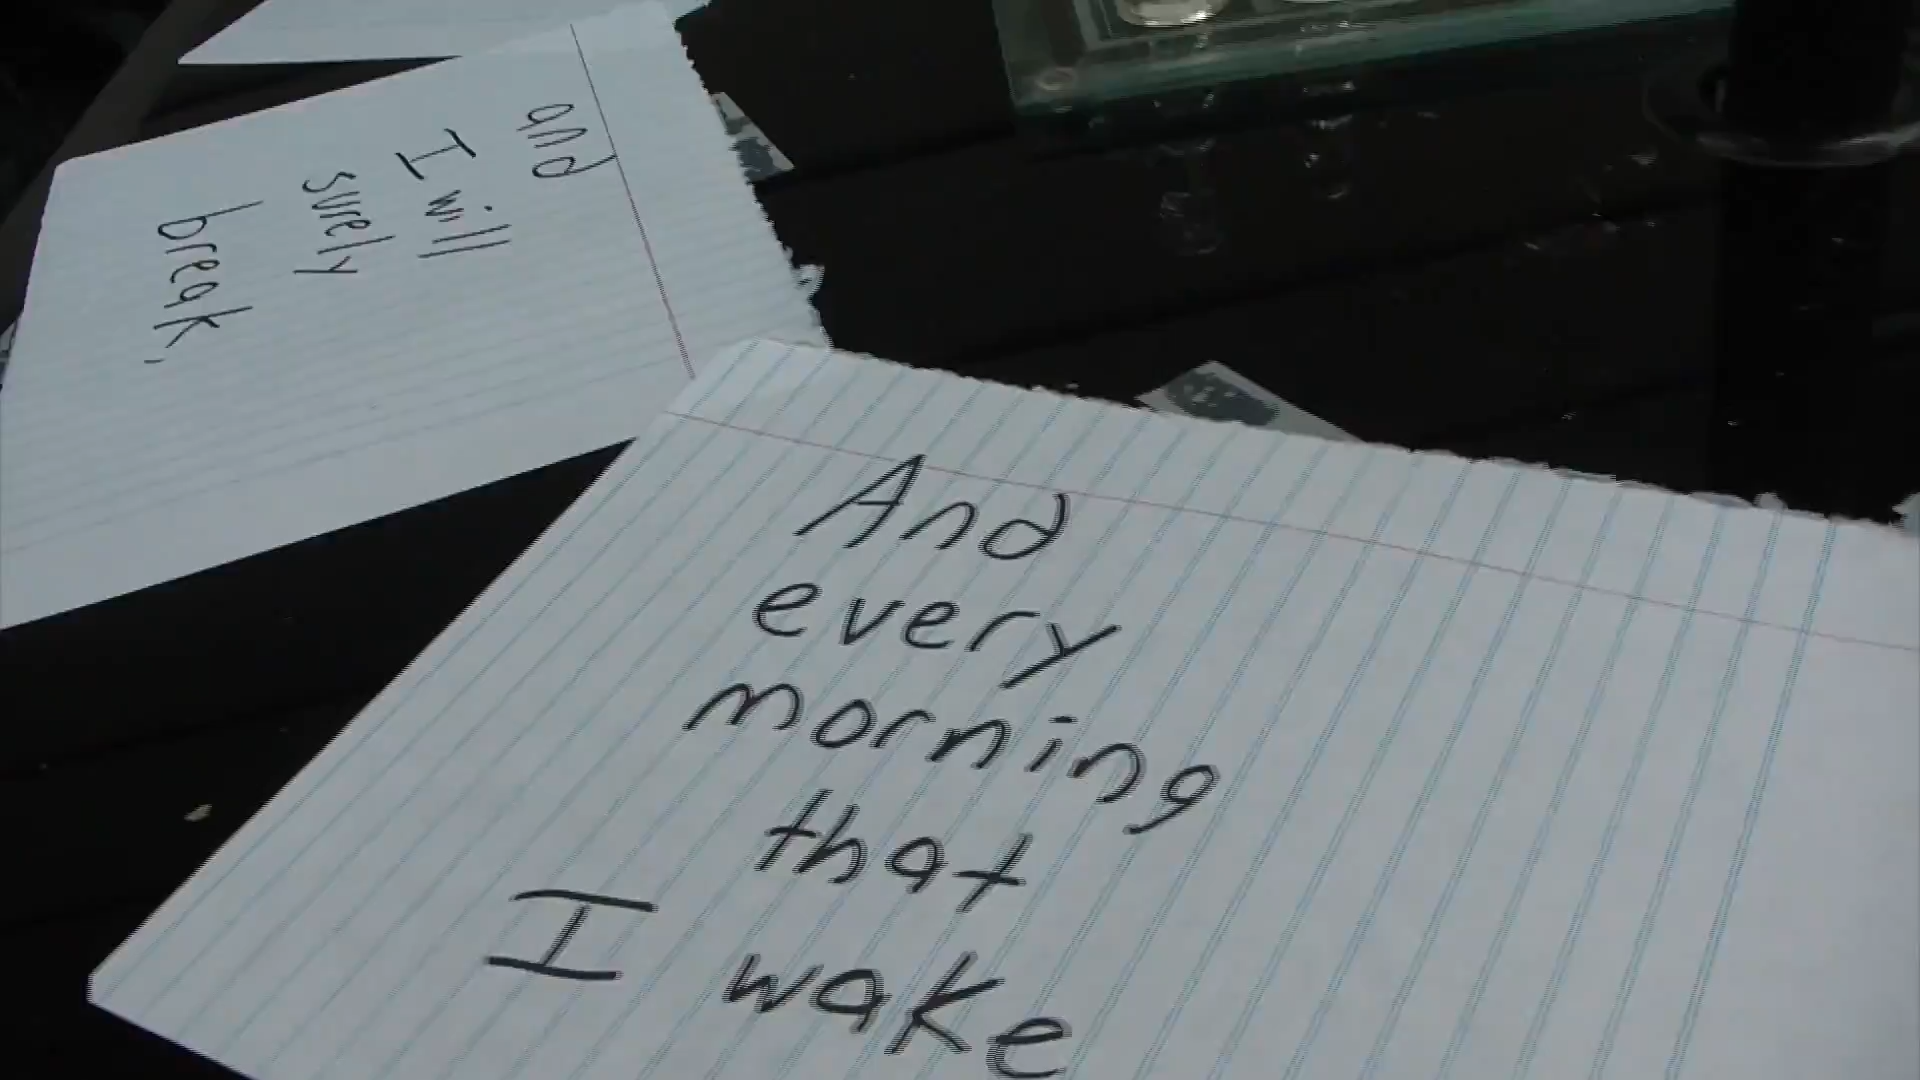 and
I will
surely
break,
And
every
morning
that
I wake